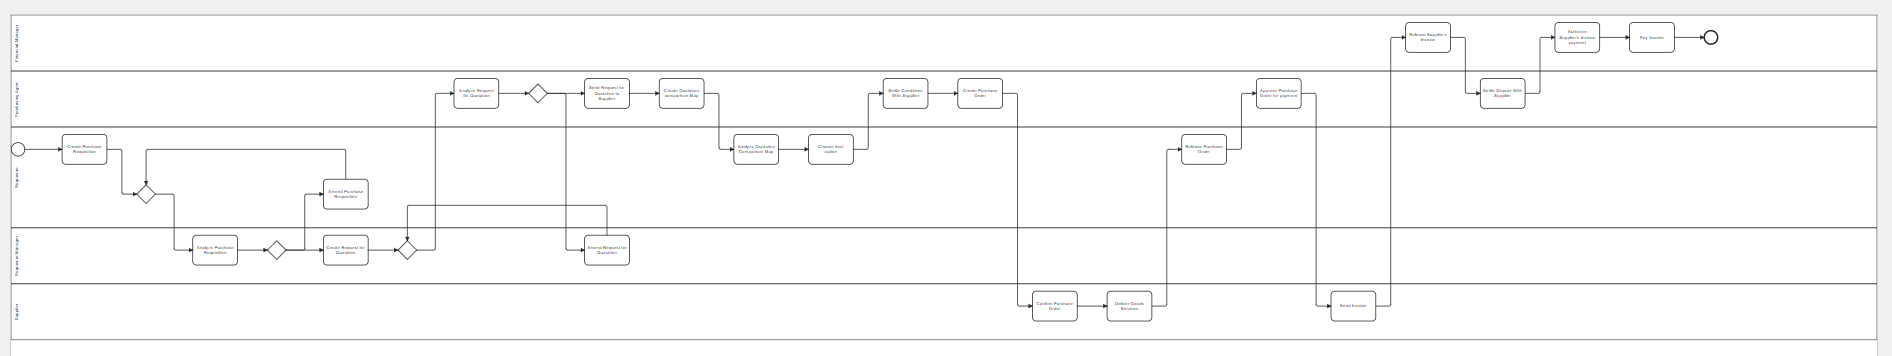 Financial Manager
Release Supplier's
Invoice
Authorize
Supplier's Invoice
payment
Pay Invoice
Purchasing Agent
Analyze Request
for Quotation
Send Request for
Quotation to
Supplier
Create Quotation
comparison Map
Settle Conditions
With Supplier
Create Purchase
Order
Approve Purchase
Order for payment
Settle Dispute With
Supplier
Requester
Create Purchase
Requisition
Analyze Quotation
Comparison Map
Choose best
option
Release Purchase
Order
Amend Purchase
Requisition
Requester Manager
Analyze Purchase
Requisition
Create Request for
Quotation
Amend Request for
Quotation
Supplier
Confirm Purchase
Order
Deliver Goods
Services
Send Invoice